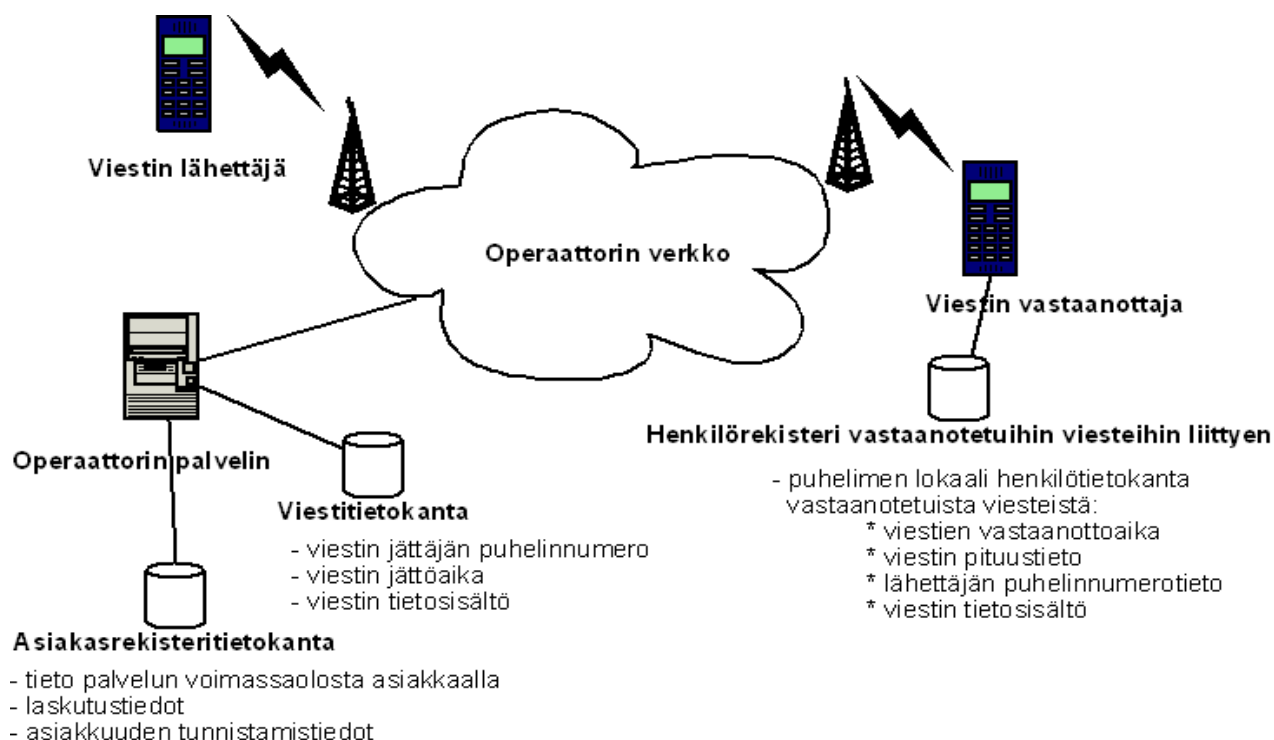 Viestin lähettäjä
Operaattorin verkko
Viestin vastaanottaja
Operaattorin palvelin
Henkilörekisteri vastaanotetuihin viesteihin liittyen
- puhelimen lokaali henkilötietokanta
vastaanotetuista viesteistä:
* viestien vastaanottoaika
* viestin pituustieto
* lähettäjän puhelinnumerotieto
* viestin tietosisältö
Viestitietokanta
- viestin jättäjän puhelinnumero
- viestin jättöaika
- viestin tietosisältö
Asiakasrekisteritietokanta
- tieto palvelun voimassaolosta asiakkaalla
- laskutustiedot
- asiakkuuden tunnistamistiedot